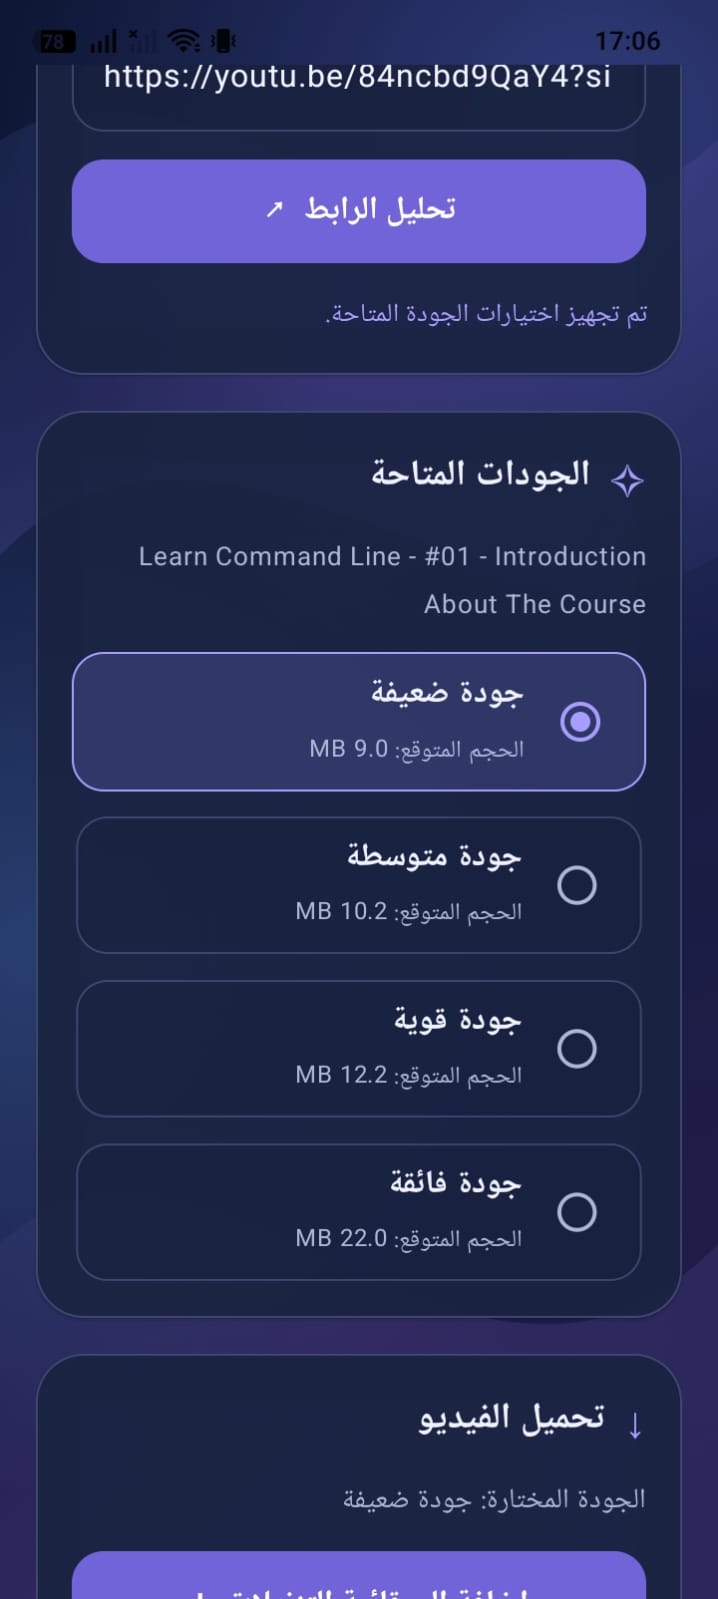 78
17:06
https://youtu.be/84ncbd9QaY4?si
تحليل الرابط ↗
تم تجهيز اختيارات الجودة المتاحة.
الجودات المتاحة
Learn Command Line - #01 - Introduction
About The Course
جودة ضعيفة
الحجم المتوقع: 9.0 MB
جودة متوسطة
الحجم المتوقع: 10.2 MB
جودة قوية
الحجم المتوقع: 12.2 MB
جودة فائقة
الحجم المتوقع: 22.0 MB
تحميل الفيديو ↓
الجودة المختارة: جودة ضعيفة